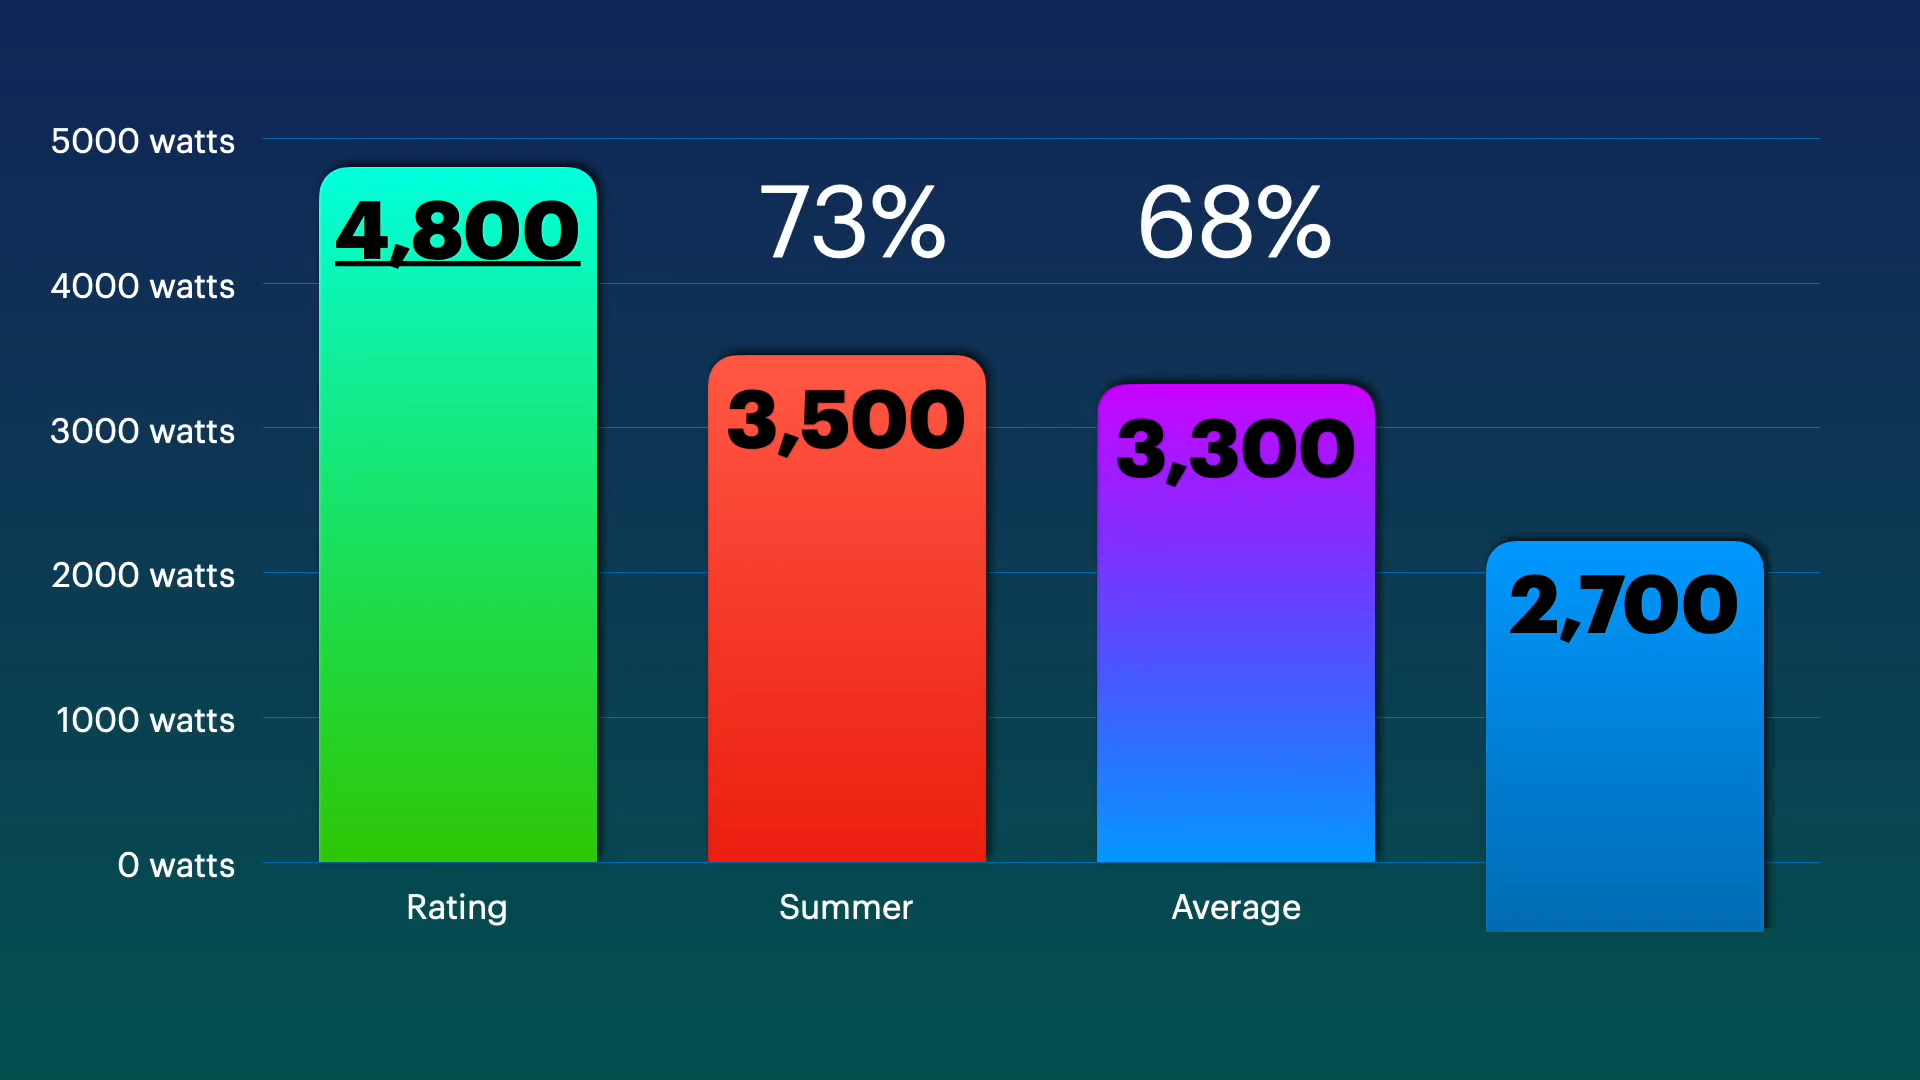 5000 watts
4000 watts
3000 watts
2000 watts
1000 watts
0 watts
4,800
73%
68%
3,500
3,300
2,700
Rating
Summer
Average